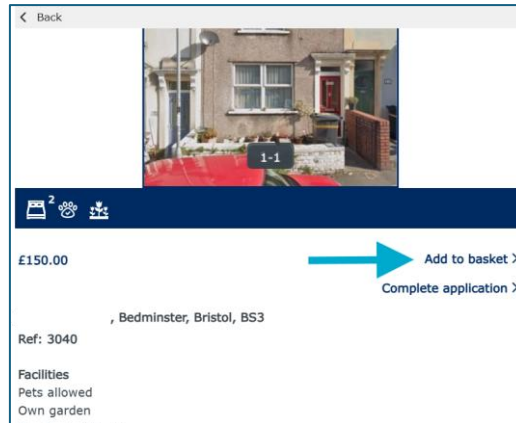 Back
1-1
2
£150.00
Add to basket
Complete application
, Bedminster, Bristol, BS3
Ref: 3040
Facilities
Pets allowed
Own garden